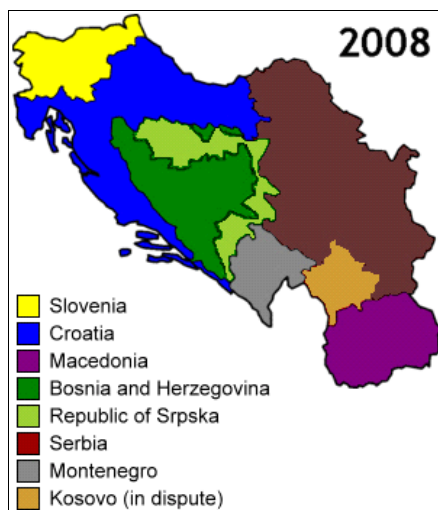 2008
Slovenia
Croatia
Macedonia
Bosnia and Herzegovina
Republic of Srpska
Serbia
Montenegro
Kosovo (in dispute)